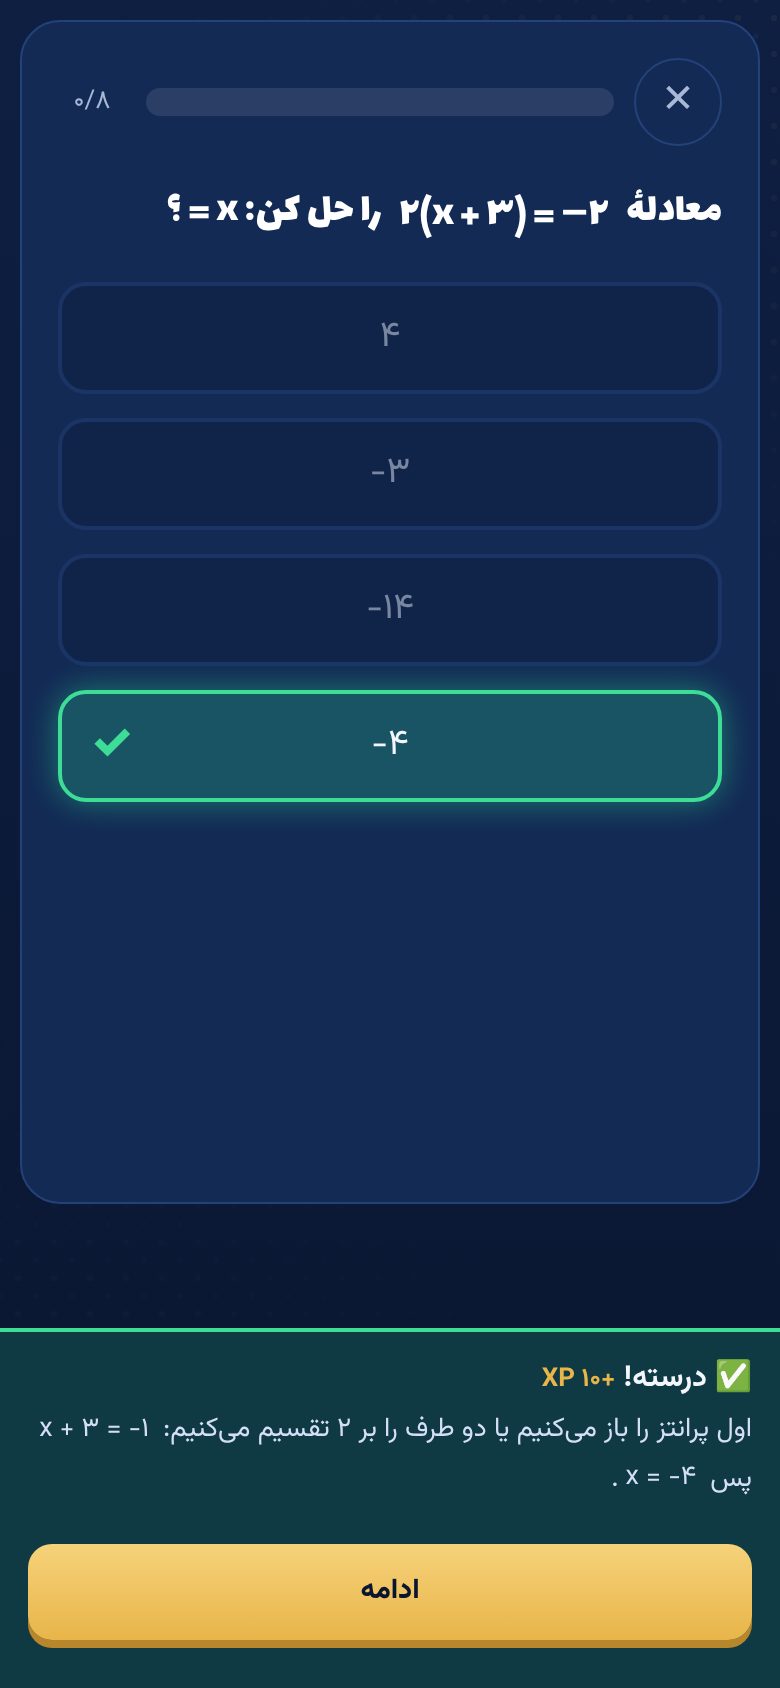 ۰/۸
معادلهٔ ۲(x + ۳) = −۲ را حل کن: x = ؟
۴
-۳
-۱۴
-۴
✅ درسته! +۱۰ XP
اول پرانتز را باز می‌کنیم یا دو طرف را بر ۲ تقسیم می‌کنیم: x + ۳ = -۱
پس x = -۴ .
ادامه